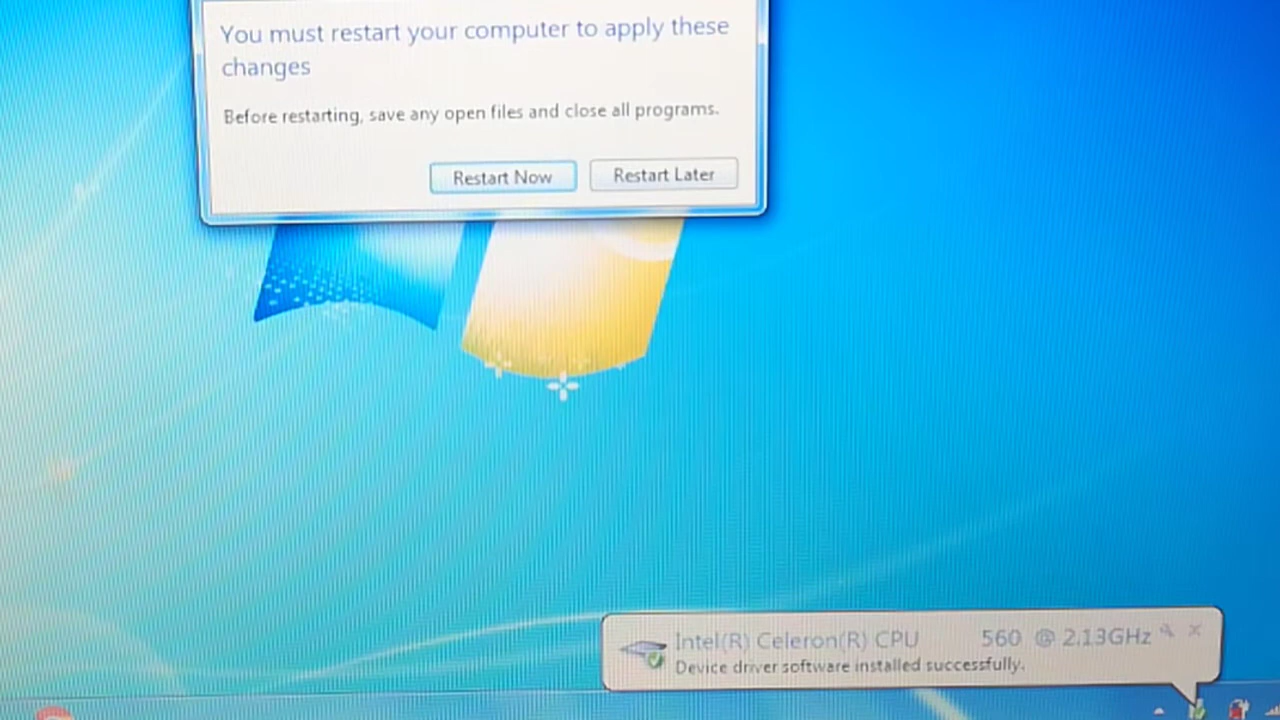 You must restart your computer to apply these
changes
Before restarting, save any open files and close all programs.
Restart Now
Restart Later
Intel(R) Celeron(R) CPU 560 @ 2.13GHz
Device driver software installed successfully.